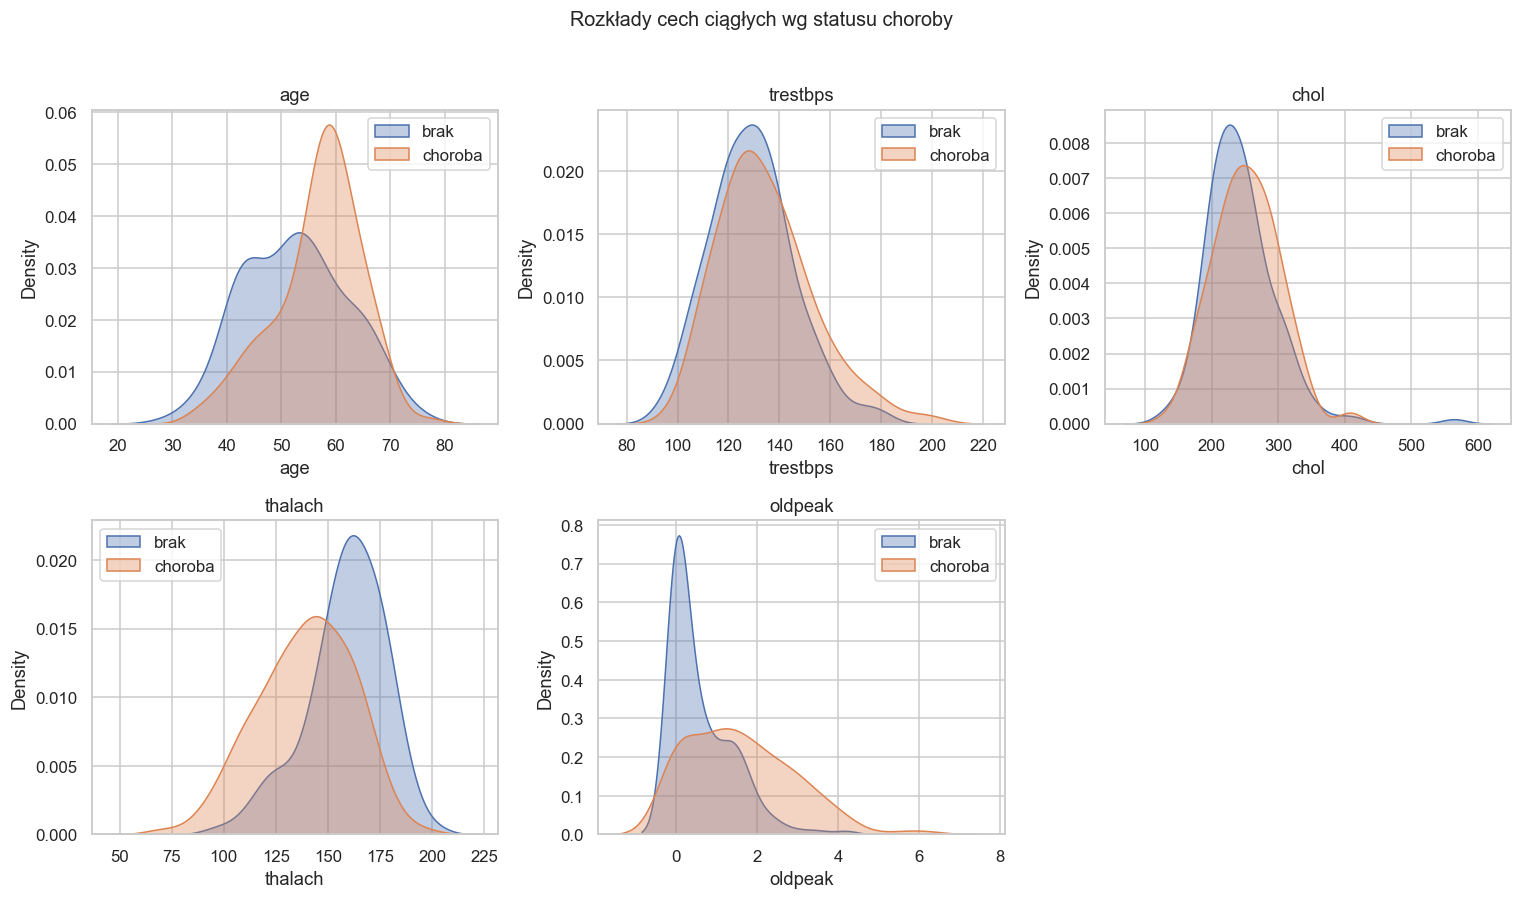 Rozkłady cech ciągłych wg statusu choroby
age
brak
choroba
Density
0.06
0.05
0.04
0.03
0.02
0.01
0.00
20 30 40 50 60 70 80
age
trestbps
brak
choroba
Density
0.020
0.015
0.010
0.005
0.000
80 100 120 140 160 180 200 220
trestbps
chol
brak
choroba
Density
0.008
0.007
0.006
0.005
0.004
0.003
0.002
0.001
0.000
100 200 300 400 500 600
chol
thalach
brak
choroba
Density
0.020
0.015
0.010
0.005
0.000
50 75 100 125 150 175 200 225
thalach
oldpeak
brak
choroba
Density
0.8
0.7
0.6
0.5
0.4
0.3
0.2
0.1
0.0
0 2 4 6 8
oldpeak